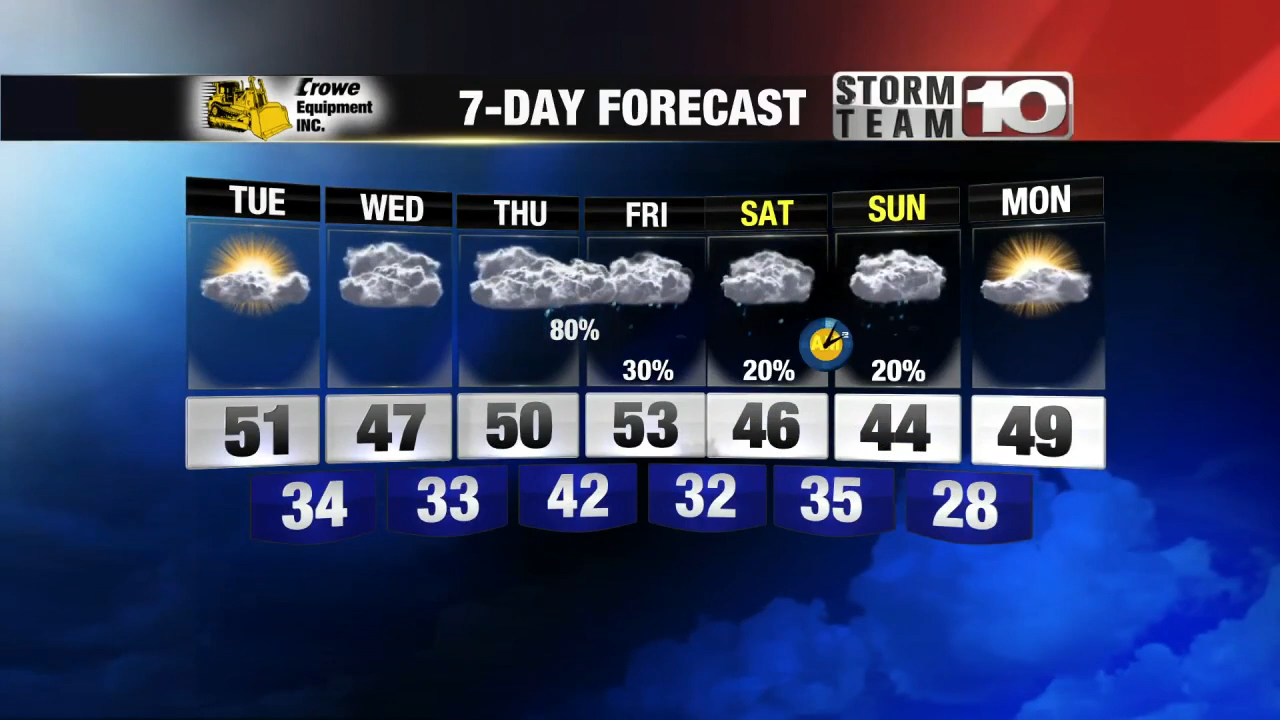 Crowe
Equipment
INC.
7-DAY FORECAST
STORM
TEAM
10
TUE WED THU FRI SAT SUN MON
80%
30% 20% 20%
51 47 50 53 46 44 49
34 33 42 32 35 28